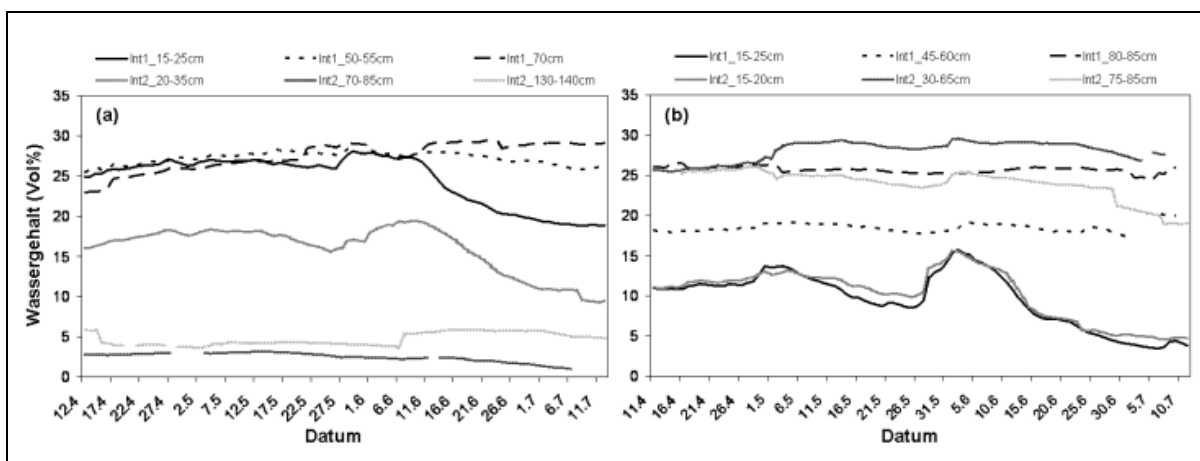 Int1_15-25cm Int1_50-55cm Int1_70cm
Int2_20-35cm Int2_70-85cm Int2_130-140cm
(a)
Wassergehalt (Vol%)
35
30
25
20
15
10
5
0
12.4 17.4 22.4 27.4 2.5 7.5 12.5 17.5 22.5 27.5 1.6 6.6 11.6 16.6 21.6 26.6 1.7 6.7 11.7
Datum
Int1_15-25cm Int1_45-60cm Int1_80-85cm
Int2_15-20cm Int2_30-65cm Int2_75-85cm
(b)
35
30
25
20
15
10
5
0
11.4 16.4 21.4 26.4 1.5 6.5 11.5 16.5 21.5 26.5 31.5 5.6 10.6 15.6 20.6 25.6 30.6 5.7 10.7
Datum